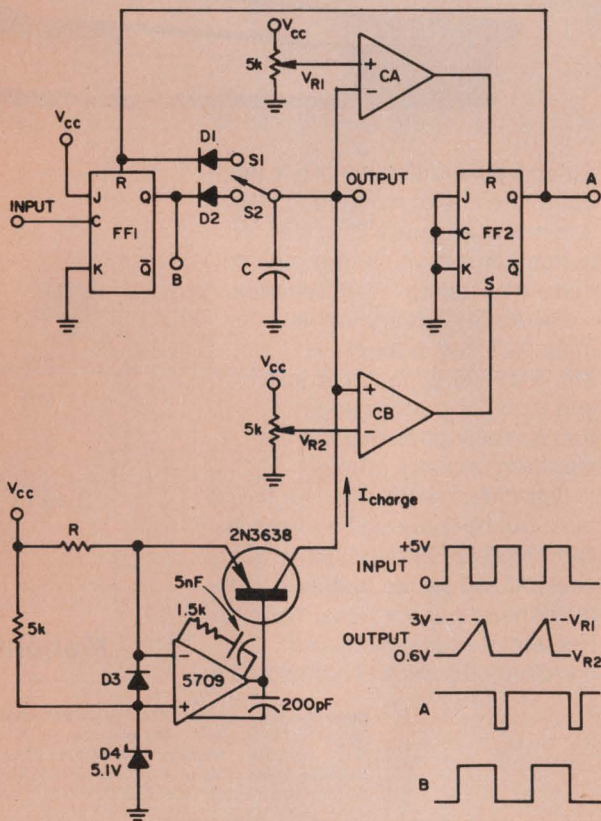 Vcc
5k
VR1
+
−
CA
Vcc
D1
S1
R
J
Q
INPUT
C
FF1
K
Q̅
D2
S2
B
C
OUTPUT
R
J
Q
A
C
FF2
K
Q̅
S
Vcc
5k
VR2
+
−
CB
Icharge
Vcc
R
2N3638
5nF
1.5k
5k
D3
−
5709
+
200pF
D4
5.1V
+5V
INPUT
0
3V
VR1
OUTPUT
0.6V
VR2
A
B